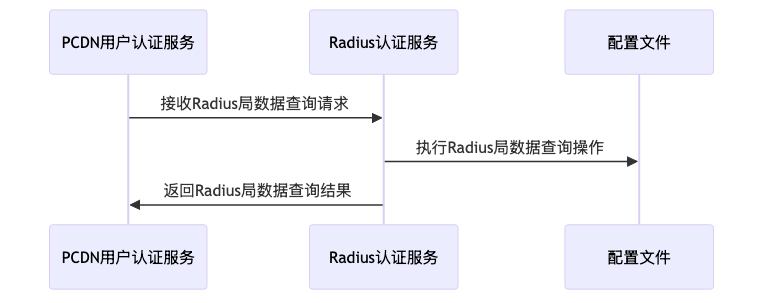 PCDN用户认证服务
Radius认证服务
配置文件
接收Radius局数据查询请求
执行Radius局数据查询操作
返回Radius局数据查询结果
PCDN用户认证服务
Radius认证服务
配置文件